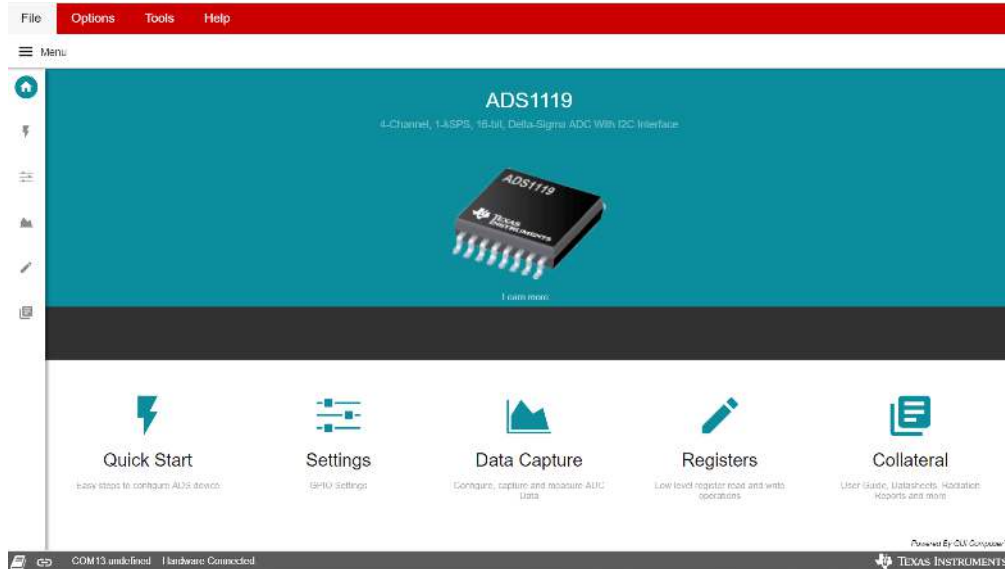 File Options Tools Help
Menu
ADS1119
4-Channel, 1-kSPS, 16-bit, Delta-Sigma ADC With I2C Interface
ADS1119
TEXAS
INSTRUMENTS
Learn more
Quick Start
Easy steps to configure ADS device
Settings
GPIO Settings
Data Capture
Configure, capture and measure ADC
Data
Registers
Low level register read and write
operations
Collateral
User Guide, Datasheets, Radiation
Reports and more
Powered By GUI Composer
COM13:undefined Hardware Connected.
TEXAS INSTRUMENTS